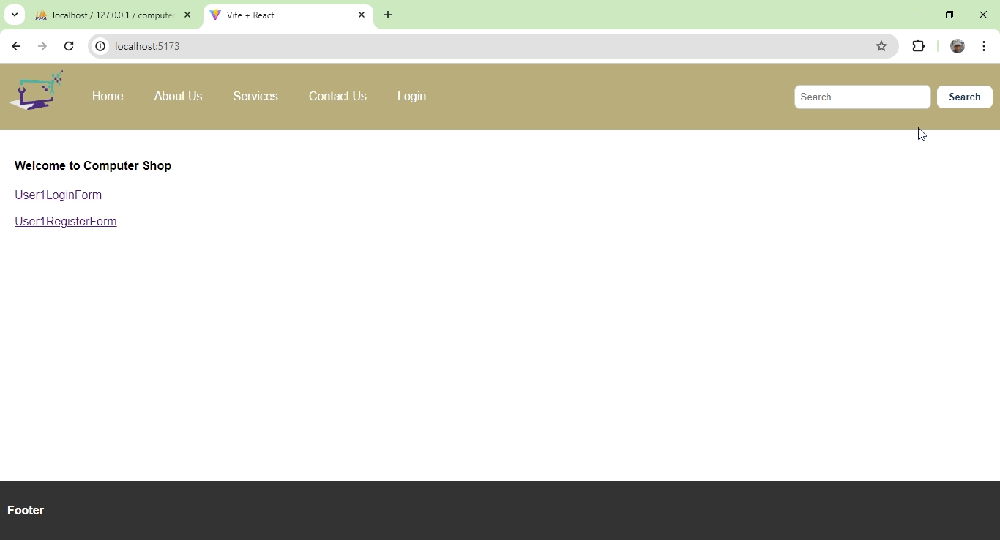 PMA localhost / 127.0.0.1 / compute
Vite + React
localhost:5173
Home About Us Services Contact Us Login Search... Search
Welcome to Computer Shop
User1LoginForm
User1RegisterForm
Footer